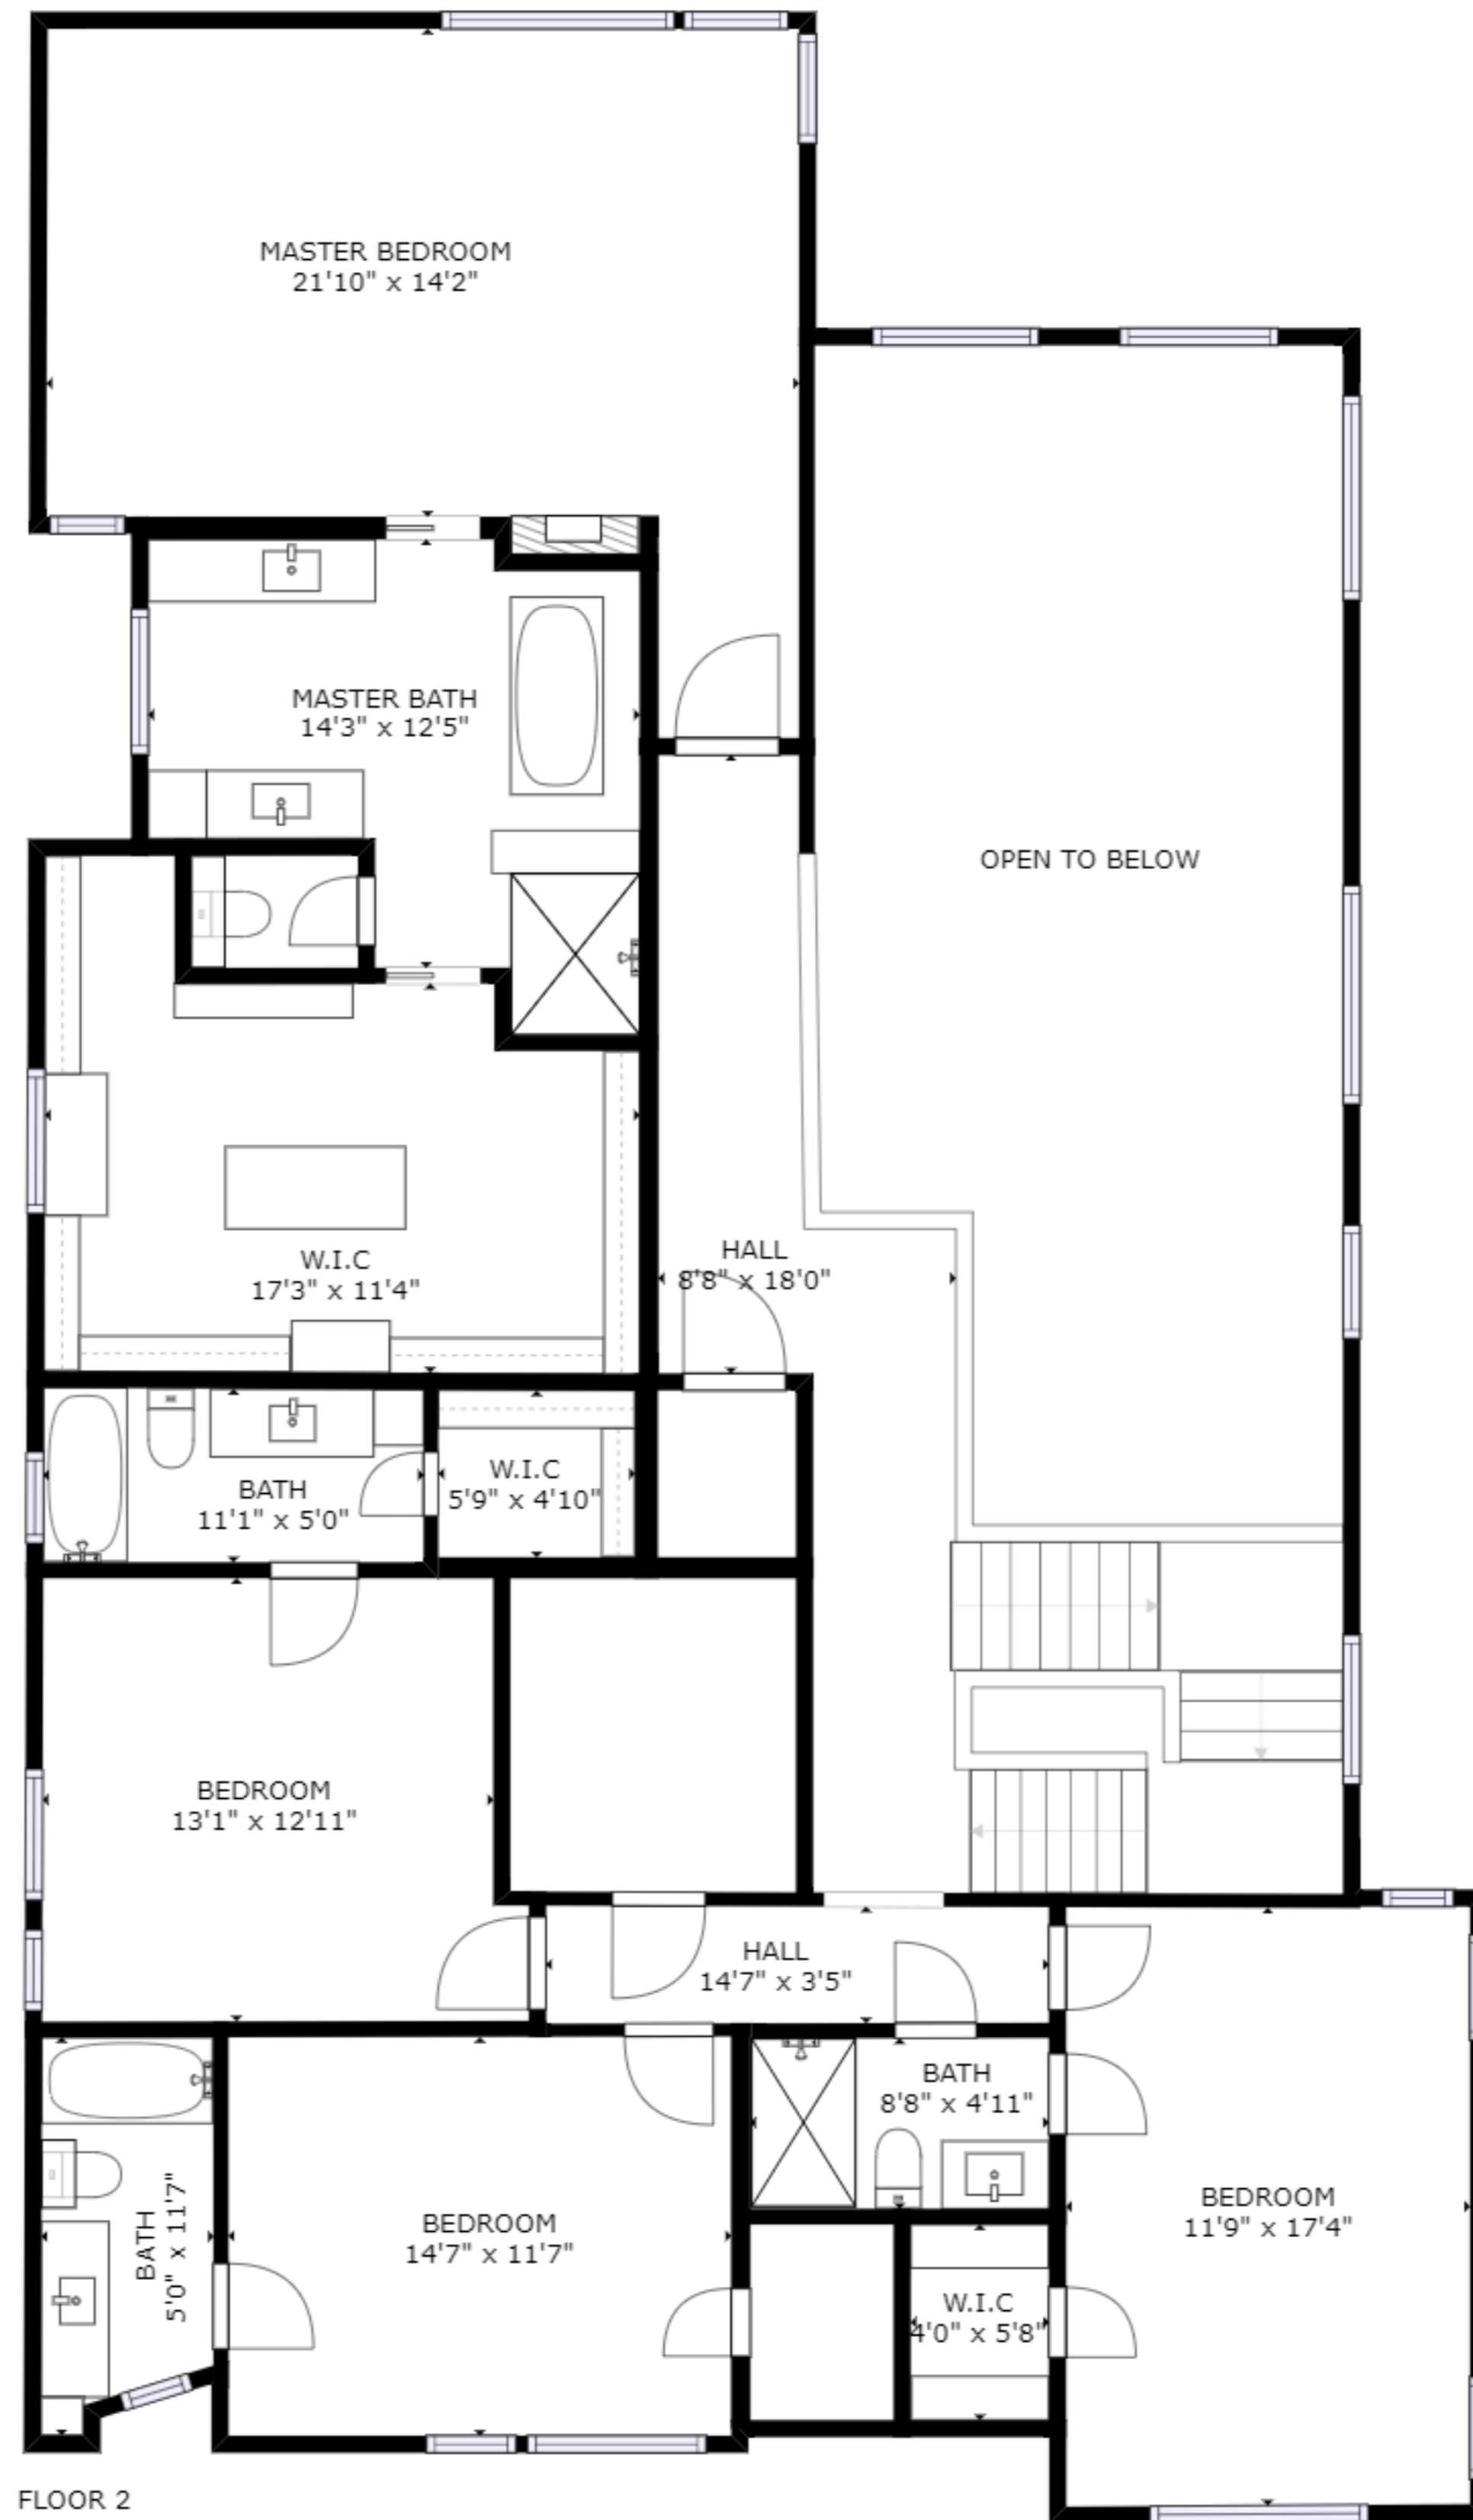 MASTER BEDROOM
21'10" x 14'2"
MASTER BATH
14'3" x 12'5"
OPEN TO BELOW
W.I.C
17'3" x 11'4"
HALL
8'8" x 18'0"
BATH
11'1" x 5'0"
W.I.C
5'9" x 4'10"
BEDROOM
13'1" x 12'11"
HALL
14'7" x 3'5"
BATH
8'8" x 4'11"
BATH
5'0" x 11'7"
BEDROOM
14'7" x 11'7"
BEDROOM
11'9" x 17'4"
W.I.C
4'0" x 5'8"
FLOOR 2